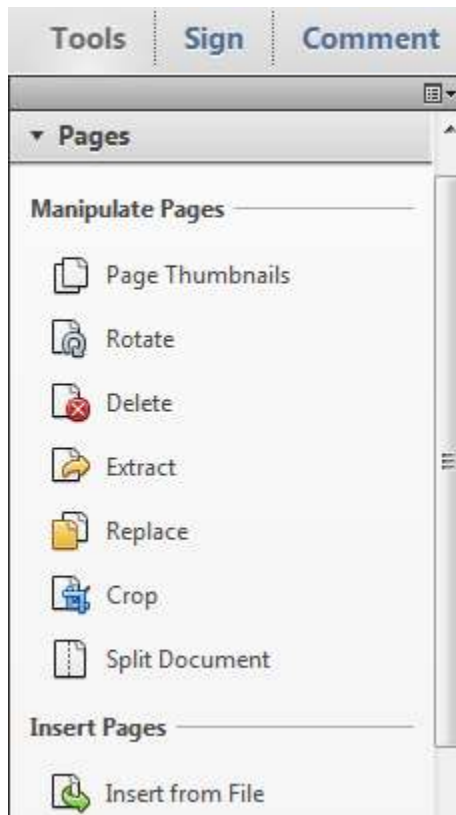 Tools Sign Comment
Pages
Manipulate Pages
Page Thumbnails
Rotate
Delete
Extract
Replace
Crop
Split Document
Insert Pages
Insert from File